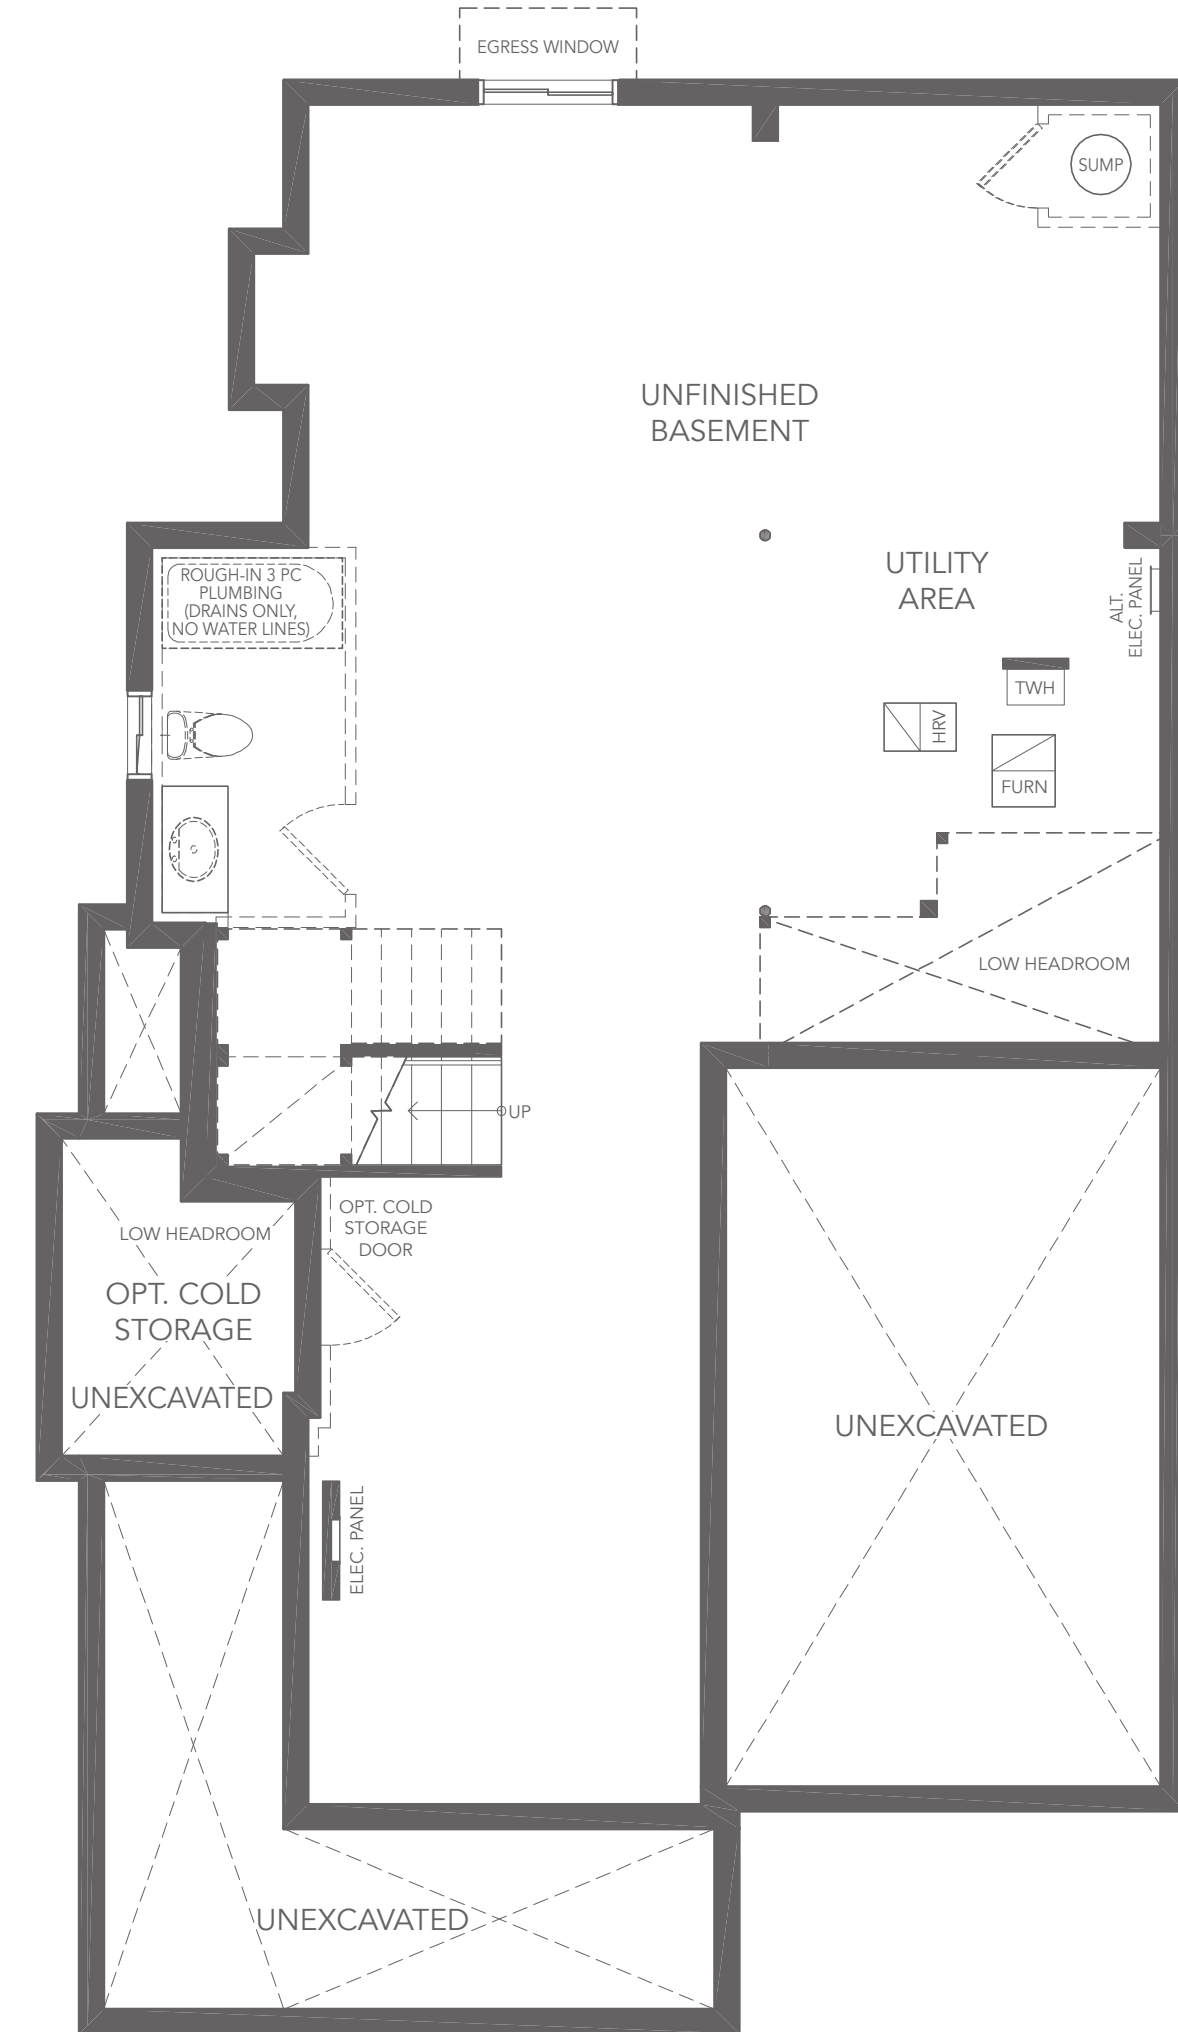 EGRESS WINDOW
SUMP
UNFINISHED
BASEMENT
UTILITY
AREA
ALT.
ELEC. PANEL
ROUGH-IN 3 PC
PLUMBING
(DRAINS ONLY,
NO WATER LINES)
TWH
HRV
FURN
LOW HEADROOM
UP
OPT. COLD
STORAGE
DOOR
LOW HEADROOM
OPT. COLD
STORAGE
UNEXCAVATED
UNEXCAVATED
ELEC. PANEL
UNEXCAVATED